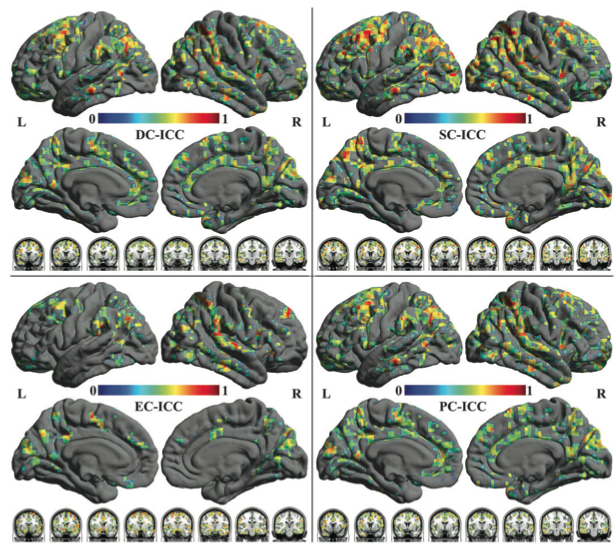 0 1
L DC-ICC R
0 1
L SC-ICC R
0 1
L EC-ICC R
0 1
L PC-ICC R